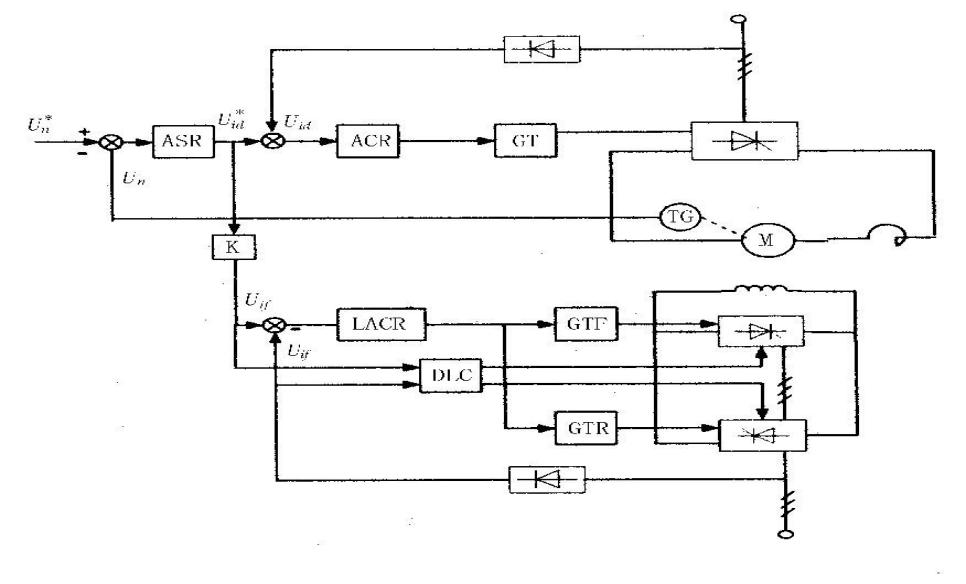 U*n + ASR U*id Uid ACR GT
-
Un
TG
M
K
Uif
- LACR GTF
Uif
DLC
GTR